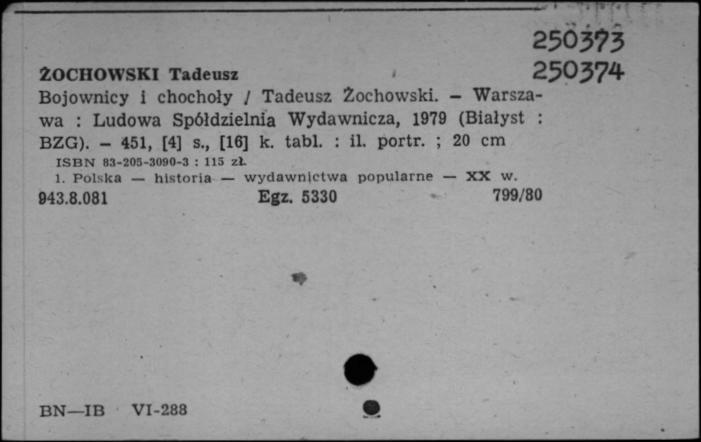 250373
ŻOCHOWSKI Tadeusz 250374
Bojownicy i chochoły / Tadeusz Żochowski. — Warsza-
wa : Ludowa Spółdzielnia Wydawnicza, 1979 (Białyst :
BZG). — 451, [4] s., [16] k. tabl. : il. portr. ; 20 cm
ISBN 83-205-3090-3 : 115 zł.
1. Polska — historia — wydawnictwa popularne — XX w.
943.8.081 Egz. 5330 799/80
BN—IB VI-288